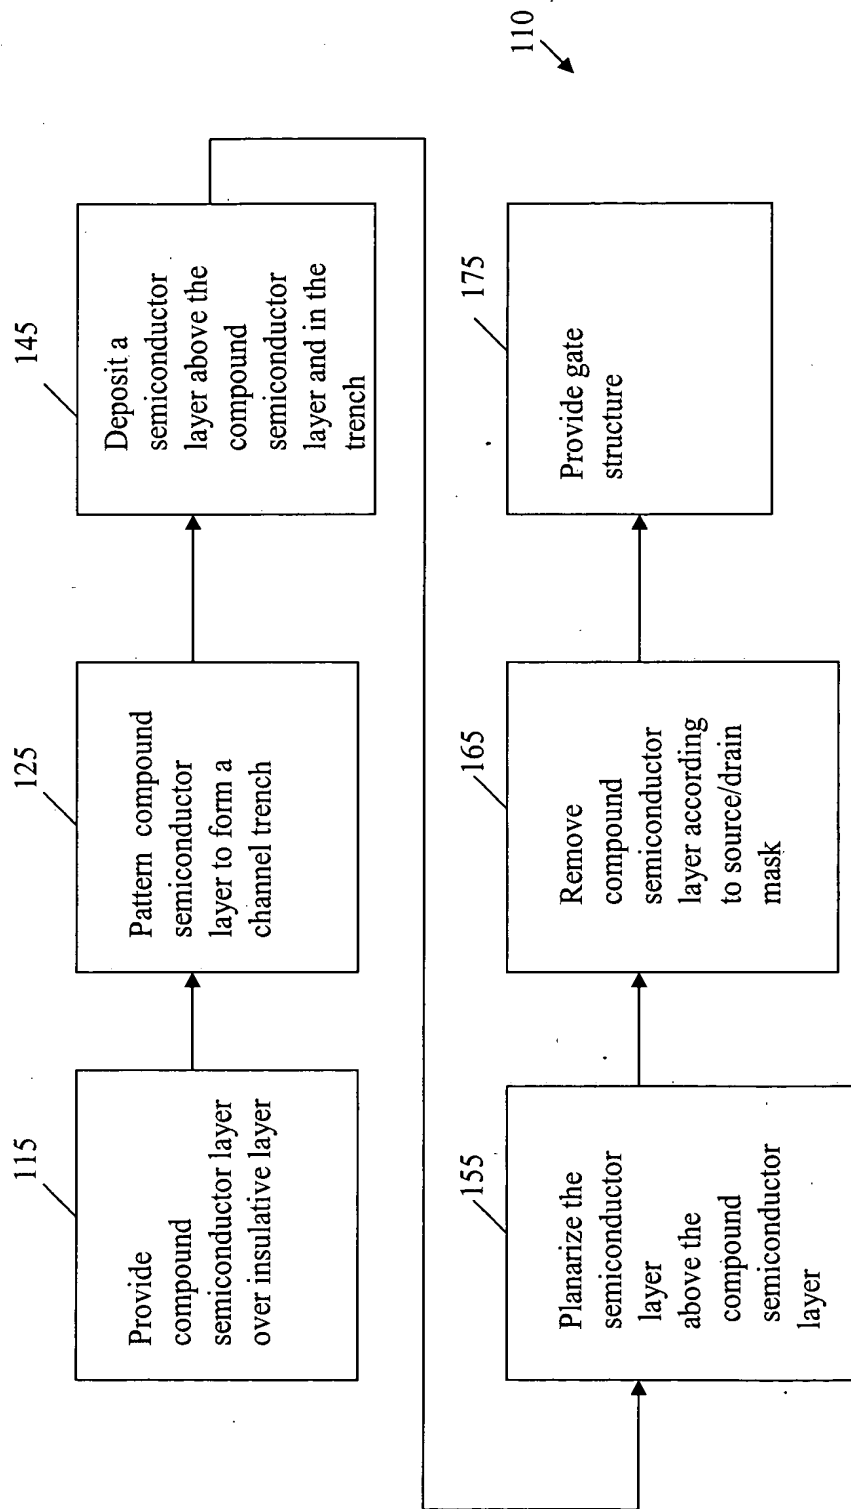 110
115
Provide
compound
semiconductor layer
over insulative layer
125
Pattern compound
semiconductor
layer to form a
channel trench
145
Deposit a
semiconductor
layer above the
compound
semiconductor
layer and in the
trench
155
Planarize the
semiconductor
layer
above the
compound
semiconductor
layer
165
Remove
compound
semiconductor
layer according
to source/drain
mask
175
Provide gate
structure